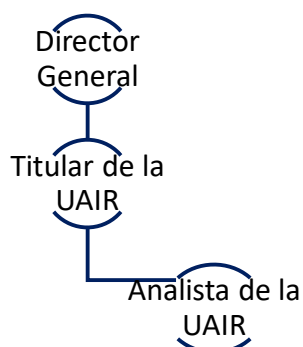 Director
General
Titular de la
UAIR
Analista de la
UAIR